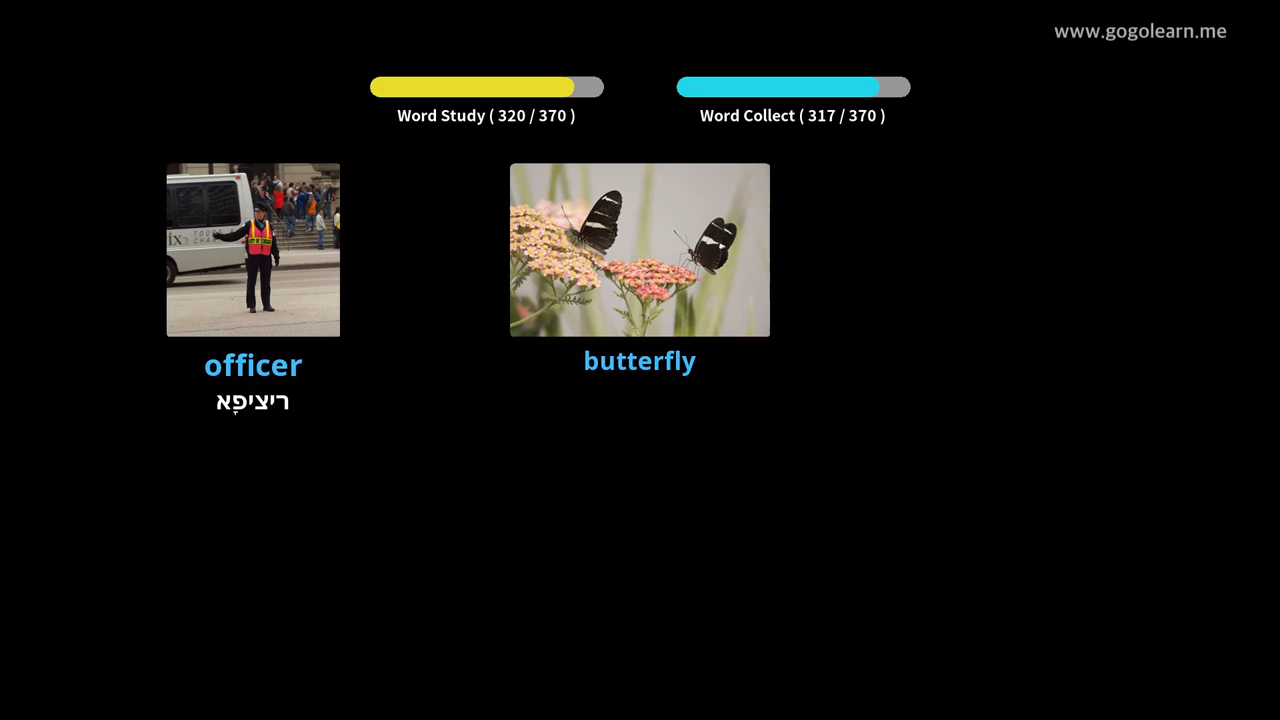 www.gogolearn.me
Word Study ( 320 / 370 )
Word Collect ( 317 / 370 )
officer
ריציפָא
butterfly